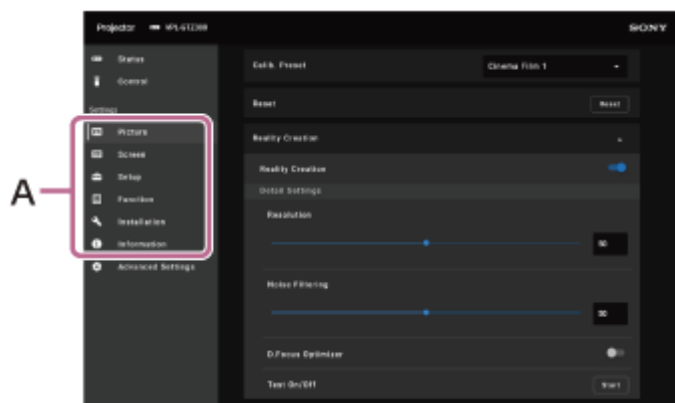 Projector VPL-GTZ380 SONY
Status
Control
Settings
A
Picture
Screen
Setup
Function
Installation
Information
Advanced Settings
Calib. Preset Cinema Film 1
Reset Reset
Reality Creation
Reality Creation
Detail Settings
Resolution
50
Noise Filtering
50
D.Focus Optimizer
Test On/Off Start